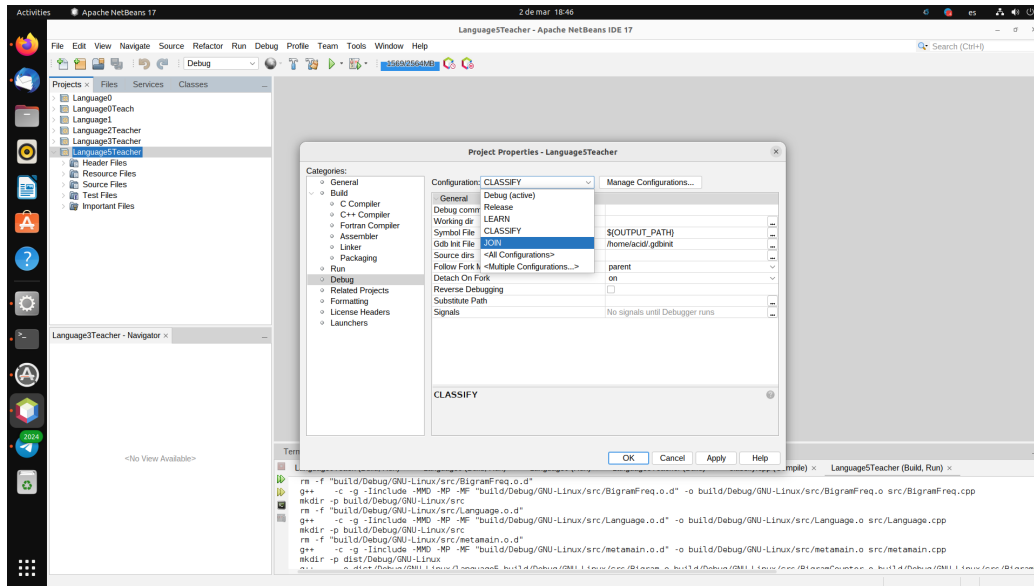 Activities Apache NetBeans 17 2 de mar 18:46 es
Language5Teacher - Apache NetBeans IDE 17
File Edit View Navigate Source Refactor Run Debug Profile Team Tools Window Help Search (Ctrl+I)
Debug 1569/2564MB
Projects × Files Services Classes
Language0
Language0Teach
Language1
Language2Teacher
Language3Teacher
Language5Teacher
Header Files
Resource Files
Source Files
Test Files
Important Files
Language3Teacher - Navigator ×
<No View Available>
2024
Project Properties - Language5Teacher
Categories:
General
Build
C Compiler
C++ Compiler
Fortran Compiler
Assembler
Linker
Packaging
Run
Debug
Related Projects
Formatting
License Headers
Launchers
Configuration: CLASSIFY Manage Configurations...
Debug (active)
Release
LEARN
CLASSIFY
JOIN
<All Configurations>
<Multiple Configurations...>
General
Debug comm
Working dir
Symbol File ${OUTPUT_PATH}
Gdb Init File /home/acid/.gdbinit
Source dirs
Follow Fork M parent
Detach On Fork on
Reverse Debugging
Substitute Path
Signals No signals until Debugger runs
CLASSIFY
OK Cancel Apply Help
Language5Teacher (Build, Run) ×
rm -f "build/Debug/GNU-Linux/src/BigramFreq.o.d"
g++ -c -g -Iinclude -MMD -MP -MF "build/Debug/GNU-Linux/src/BigramFreq.o.d" -o build/Debug/GNU-Linux/src/BigramFreq.o src/BigramFreq.cpp
mkdir -p build/Debug/GNU-Linux/src
rm -f "build/Debug/GNU-Linux/src/Language.o.d"
g++ -c -g -Iinclude -MMD -MP -MF "build/Debug/GNU-Linux/src/Language.o.d" -o build/Debug/GNU-Linux/src/Language.o src/Language.cpp
mkdir -p build/Debug/GNU-Linux/src
rm -f "build/Debug/GNU-Linux/src/metamain.o.d"
g++ -c -g -Iinclude -MMD -MP -MF "build/Debug/GNU-Linux/src/metamain.o.d" -o build/Debug/GNU-Linux/src/metamain.o src/metamain.cpp
mkdir -p dist/Debug/GNU-Linux